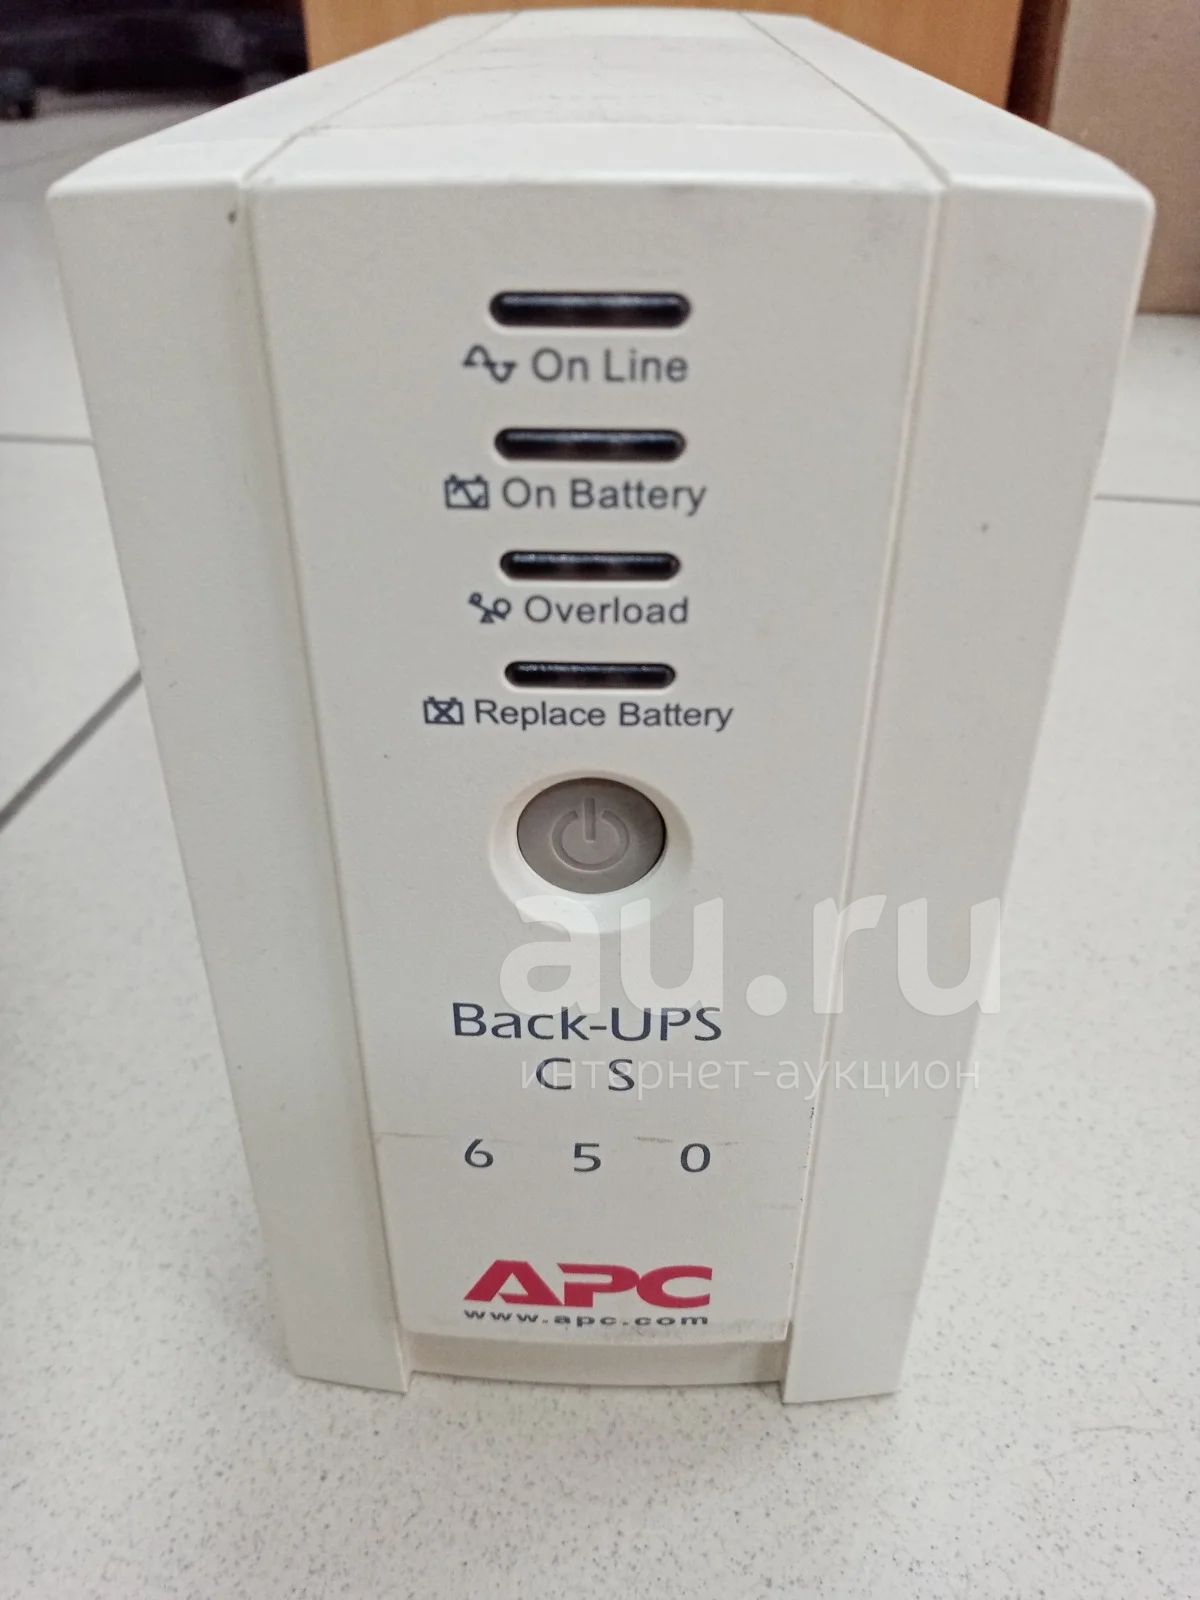 On Line
On Battery
Overload
Replace Battery
au.ru
Back-UPS
интернет-аукцион
CS
650
APC
www.apc.com